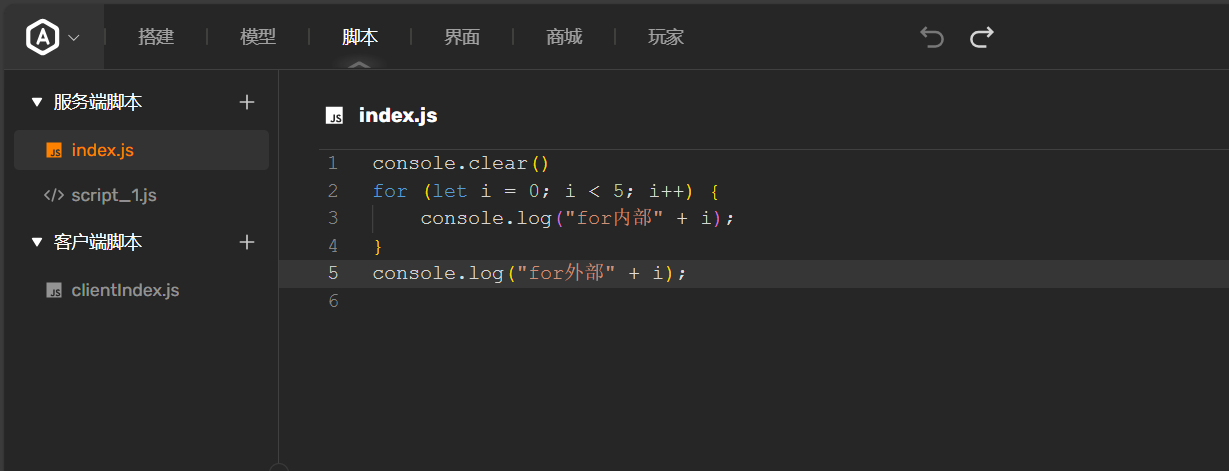 搭建 | 模型 | 脚本 | 界面 | 商城 | 玩家
服务端脚本 +
index.js
</> script_1.js
客户端脚本 +
clientIndex.js
JS index.js
1 console.clear()
2 for (let i = 0; i < 5; i++) {
3     console.log("for内部" + i);
4 }
5 console.log("for外部" + i);
6